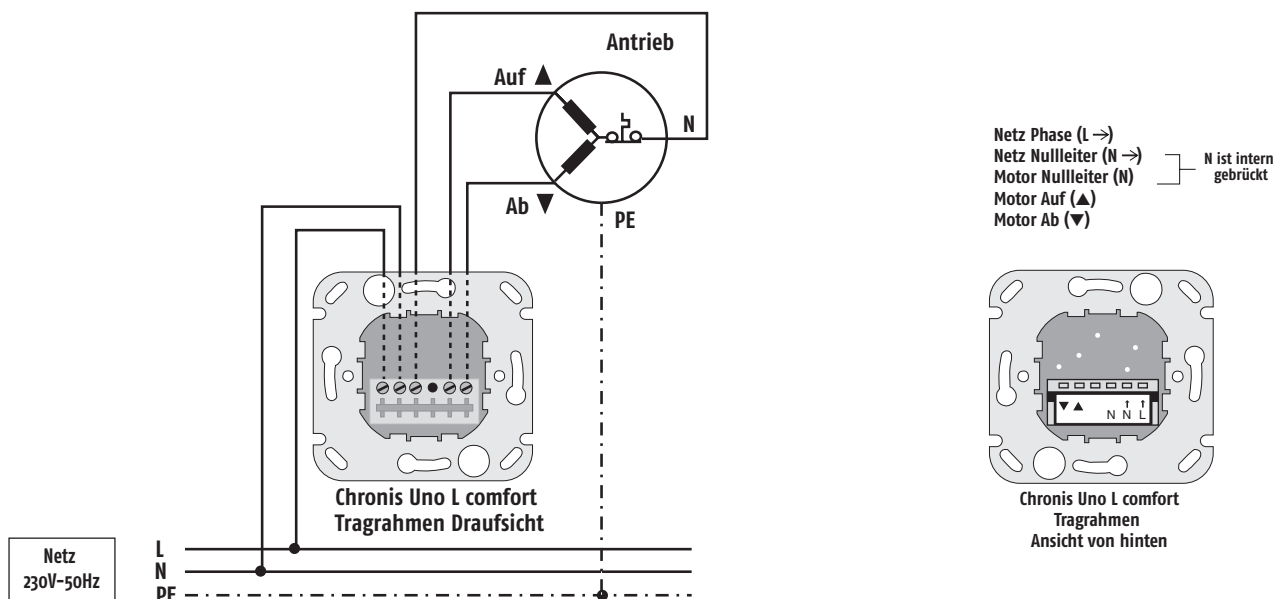 Antrieb
Auf ▲
N
Ab ▼
PE
Netz Phase (L →)
Netz Nullleiter (N →)
Motor Nullleiter (N)
Motor Auf (▲)
Motor Ab (▼)
N ist intern
gebrückt
▼ ▲ N N L
↑ ↑
Chronis Uno L comfort
Tragrahmen Draufsicht
Chronis Uno L comfort
Tragrahmen
Ansicht von hinten
Netz
230V-50Hz
L
N
PE